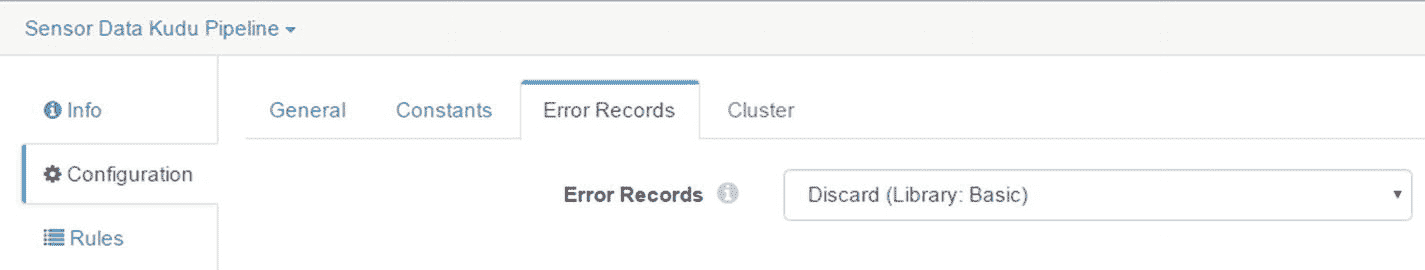 Sensor Data Kudu Pipeline
Info
General Constants Error Records Cluster
Configuration
Error Records Discard (Library: Basic)
Rules